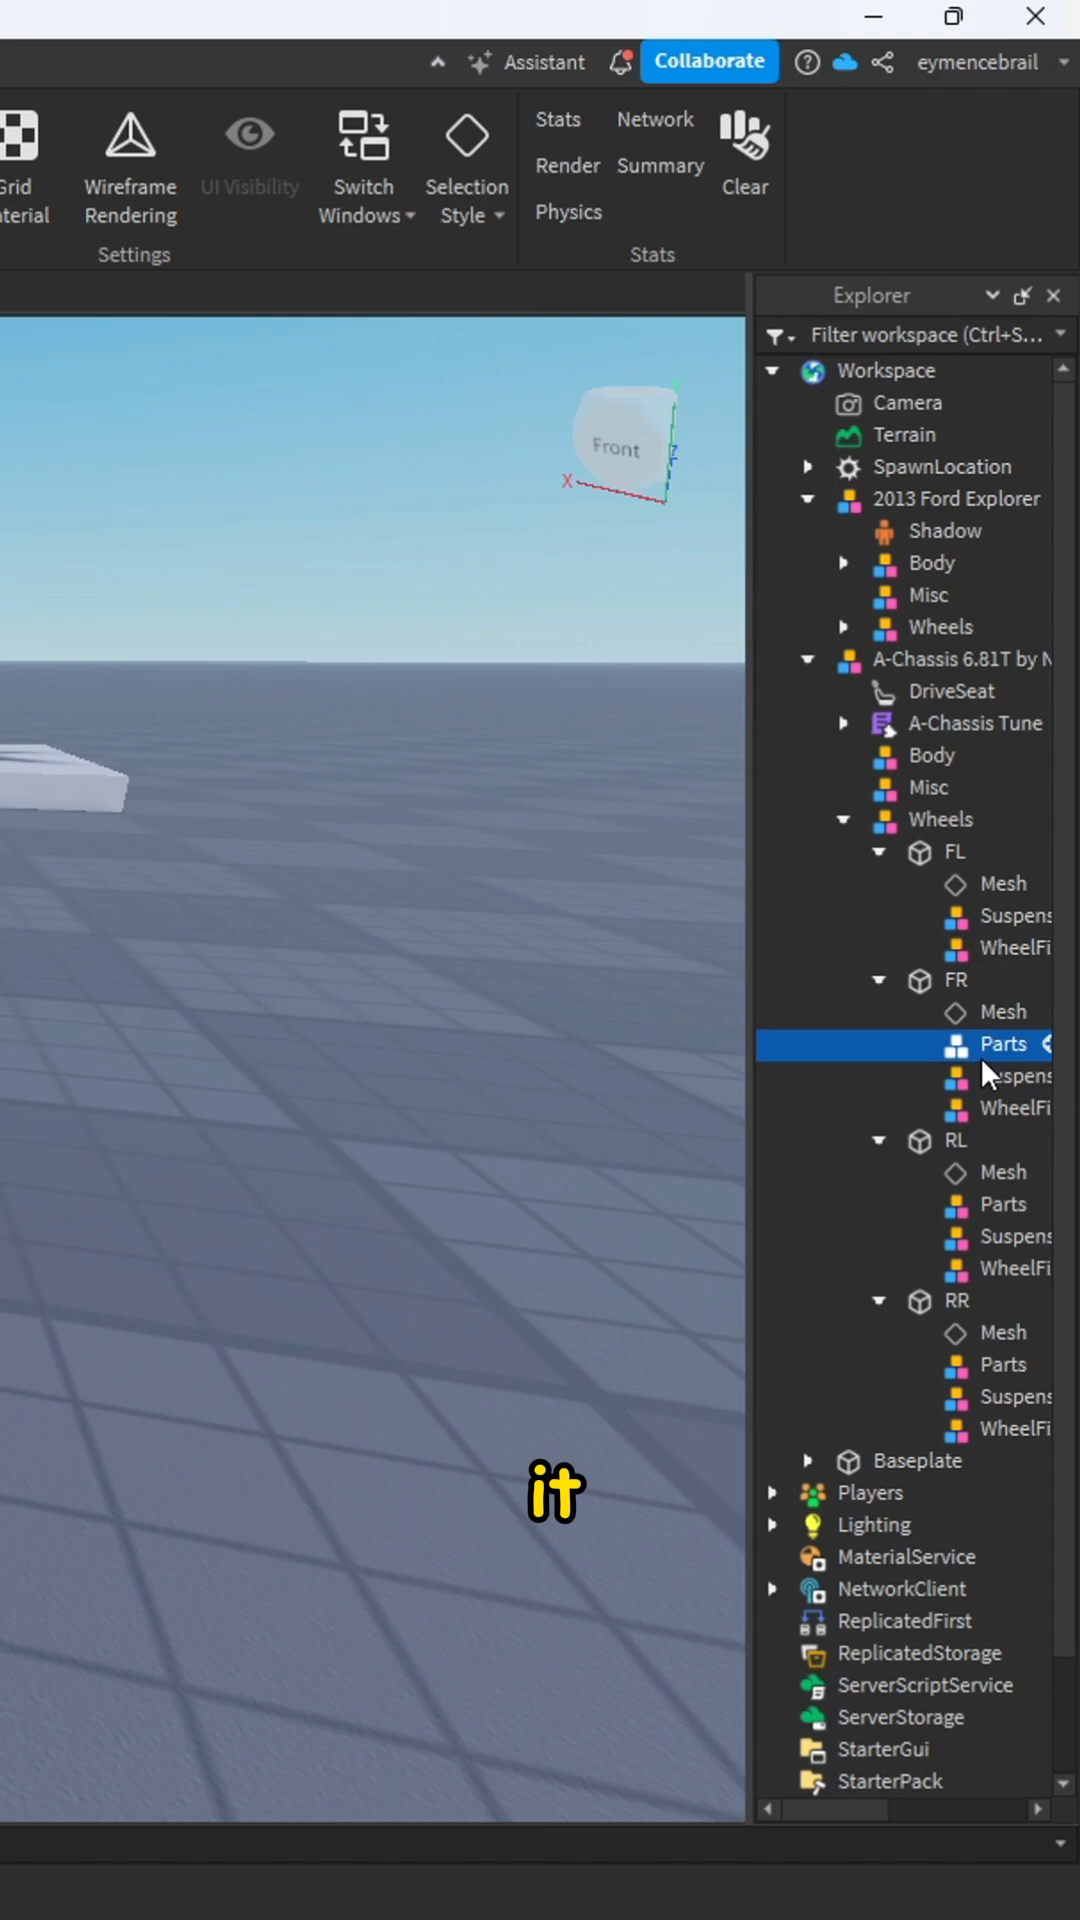 Assistant
Collaborate
eymencebrail
Wireframe
Rendering
UI Visibility
Switch
Windows
Selection
Style
Settings
Stats
Network
Render
Summary
Physics
Clear
Stats
Explorer
Filter workspace (Ctrl+S...
Workspace
Camera
Terrain
SpawnLocation
2013 Ford Explorer
Shadow
Body
Misc
Wheels
A-Chassis 6.81T by N
DriveSeat
A-Chassis Tune
Body
Misc
Wheels
FL
Mesh
Suspens
WheelFi
FR
Mesh
Parts
uspens
WheelFi
RL
Mesh
Parts
Suspens
WheelFi
RR
Mesh
Parts
Suspens
WheelFi
Baseplate
Players
Lighting
MaterialService
NetworkClient
ReplicatedFirst
ReplicatedStorage
ServerScriptService
ServerStorage
StarterGui
StarterPack
Front
X
Z
it